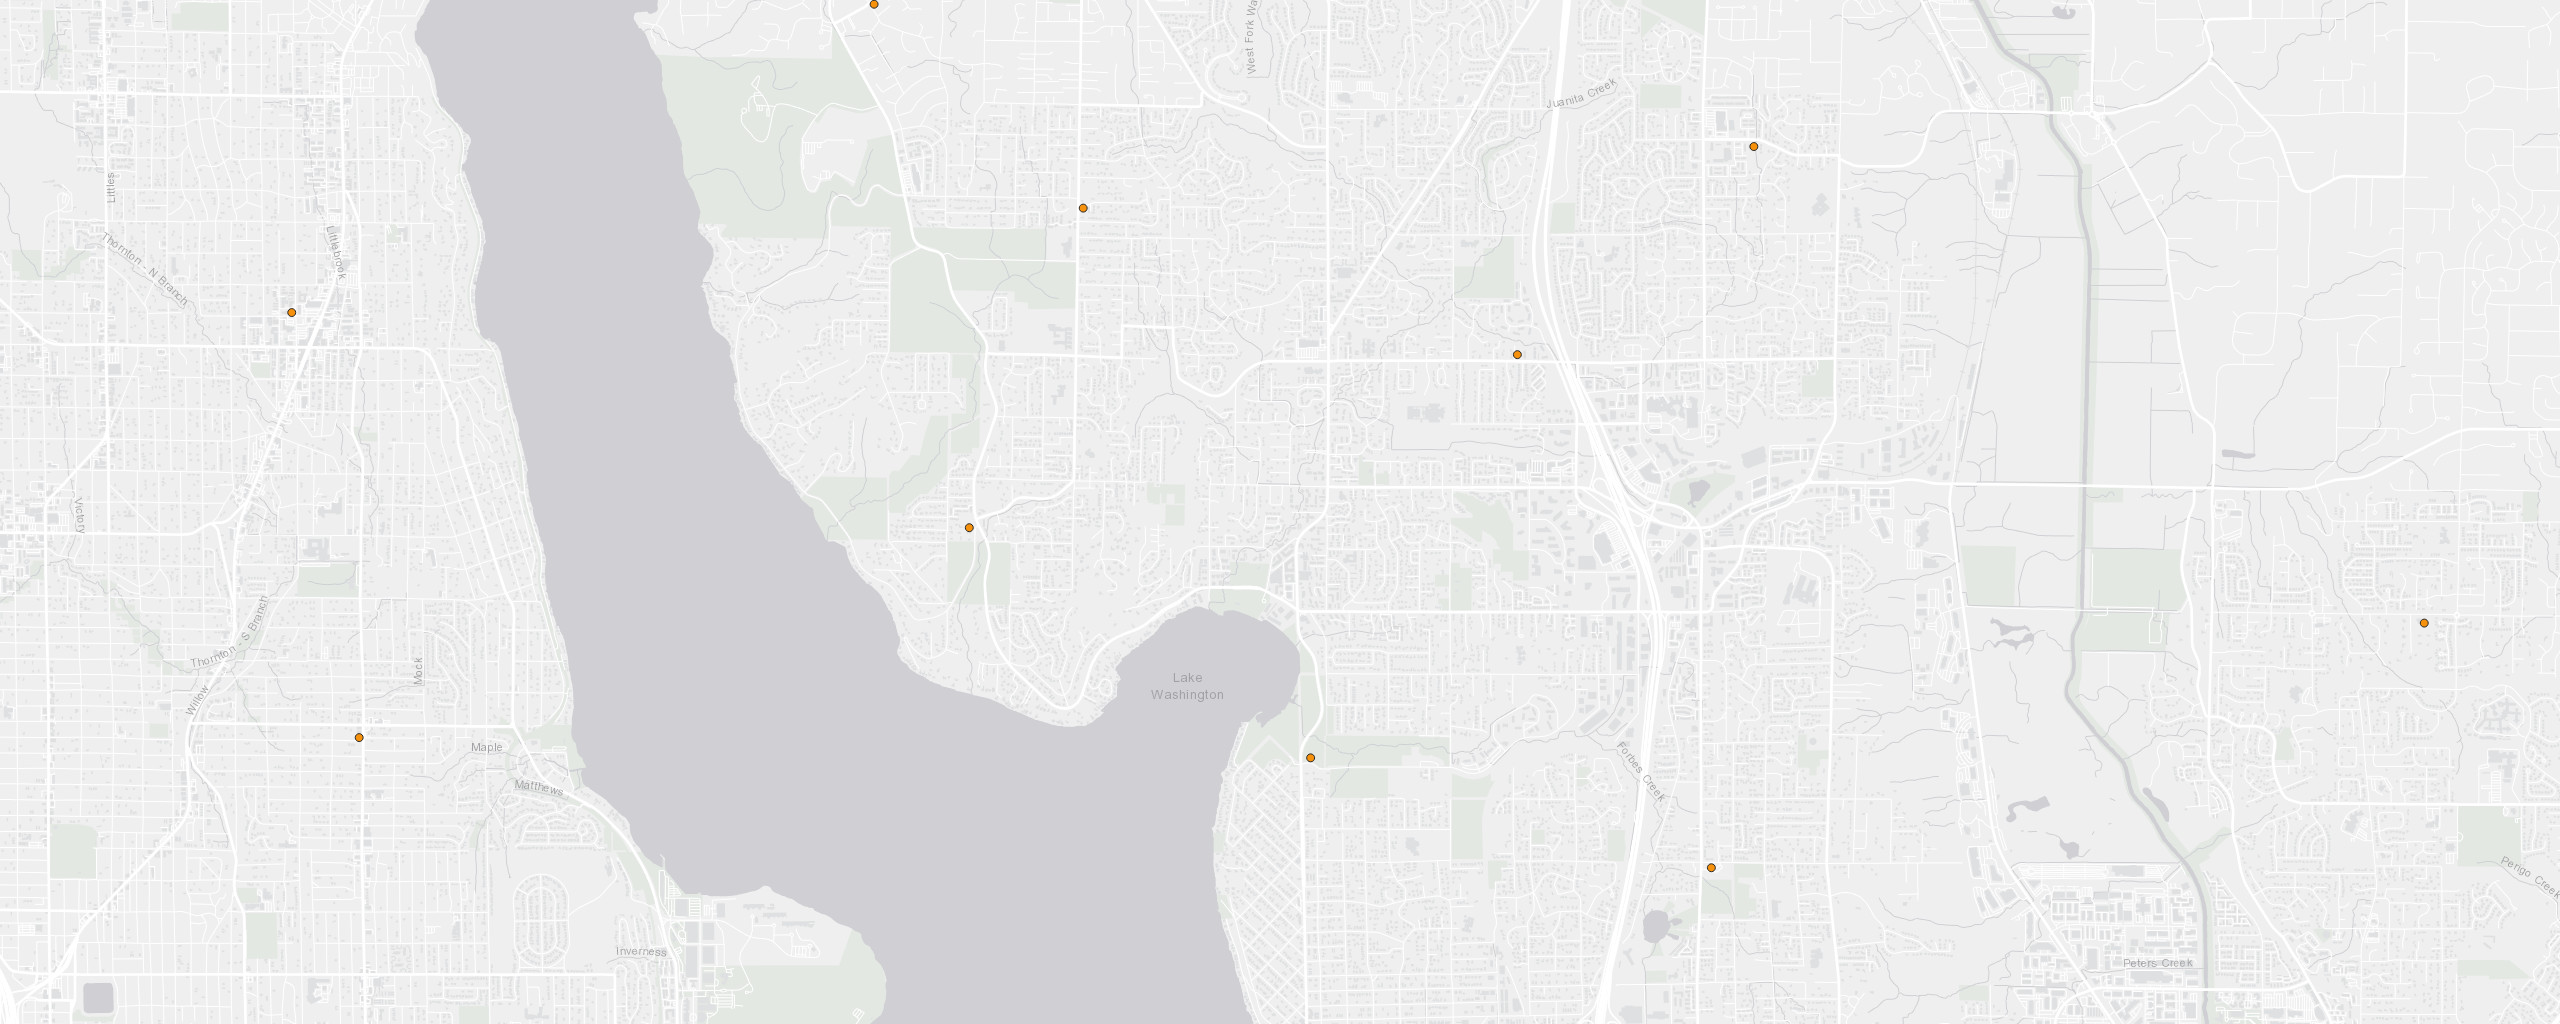 West Fork Wa
Juanita Creek
Littles
Littlebrook
Thornton - N Branch
Victory
Thornton - S Branch
Mock
Willow
Lake
Washington
Maple
Matthews
Forbes Creek
Perigo Creek
Inverness
Peters Creek